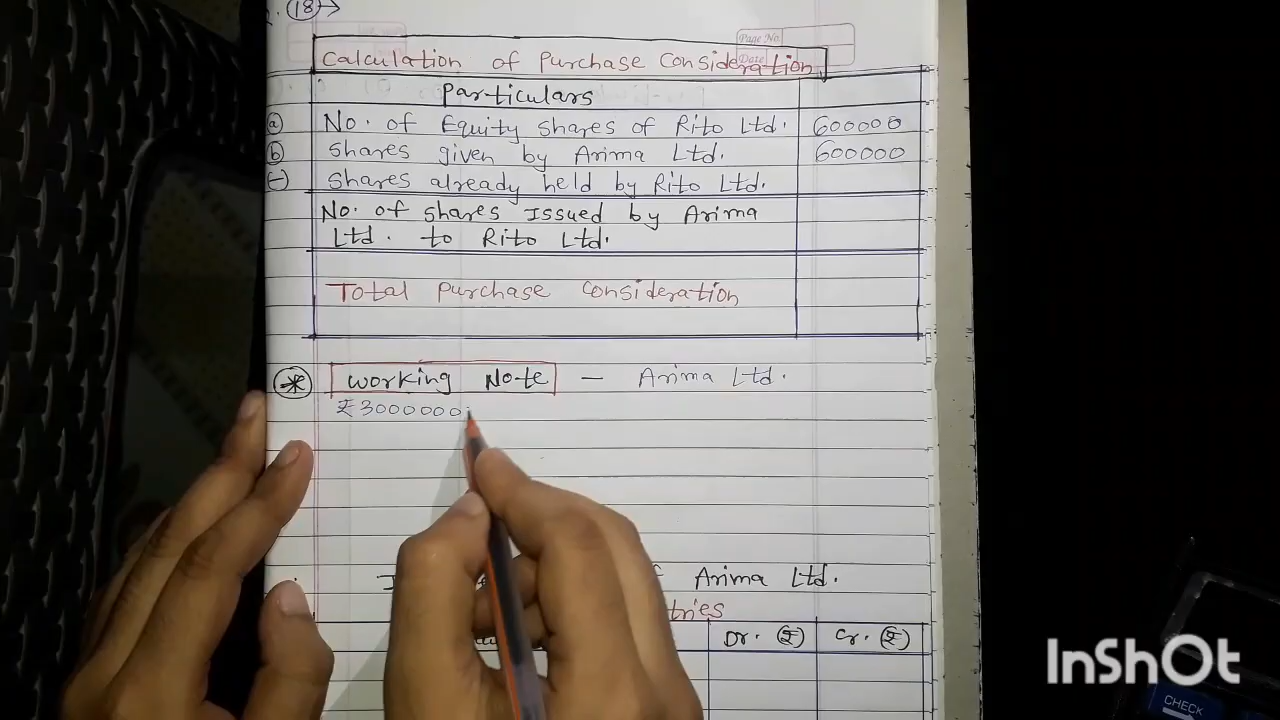 18
Page No.
Date
Calculation of Purchase Consideration
Particulars
a No. of Equity shares of Rito Ltd. 600000
b shares given by Arima Ltd. 600000
(-) shares already held by Rito Ltd.
No. of shares Issued by Arima
Ltd. to Rito Ltd.
Total Purchase Consideration
* Working Note — Arima Ltd.
₹3000000
Arima Ltd.
tries
Dr. (₹) Cr. (₹)
InShOt
CHECK